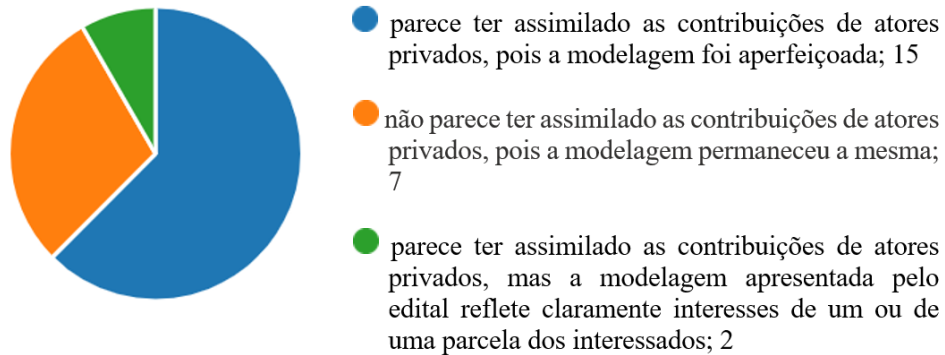 parece ter assimilado as contribuições de atores
privados, pois a modelagem foi aperfeiçoada; 15
não parece ter assimilado as contribuições de atores
privados, pois a modelagem permaneceu a mesma;
7
parece ter assimilado as contribuições de atores
privados, mas a modelagem apresentada pelo
edital reflete claramente interesses de um ou de
uma parcela dos interessados; 2